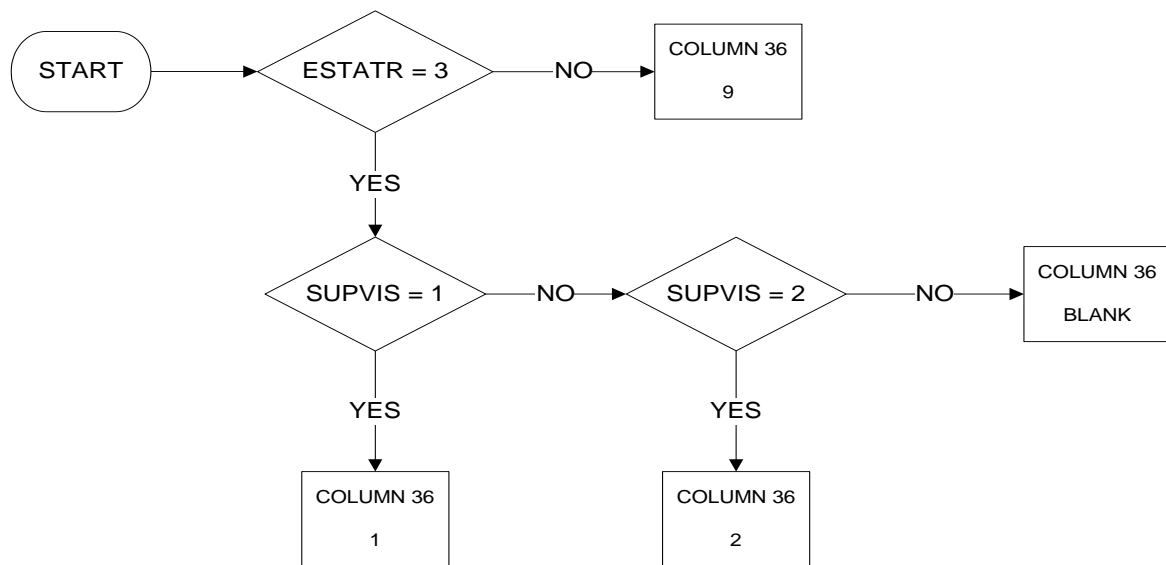 START
ESTATR = 3
NO
COLUMN 36
9
YES
SUPVIS = 1
NO
SUPVIS = 2
NO
COLUMN 36
BLANK
YES
YES
COLUMN 36
1
COLUMN 36
2